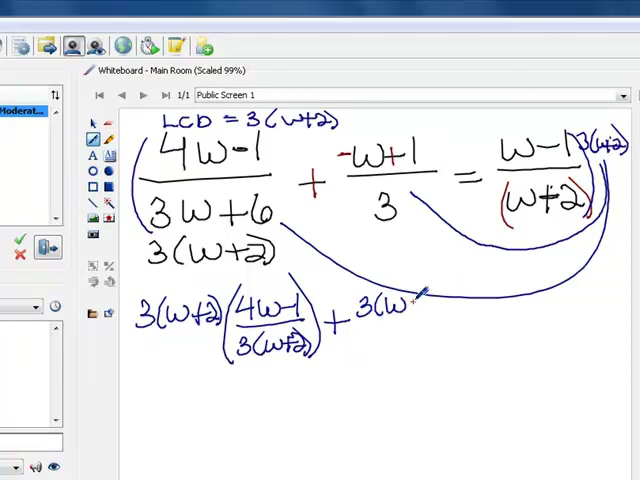 Whiteboard - Main Room (Scaled 99%)
1/1 Public Screen 1
Moderat
LCD = 3(w+2)
(4w-1 -w+1 w-1)3(w+2)
+ =
3w+6 3 (w+2)
3(w+2)
3(w+2)(4w-1 + 3(w
3(w+2))